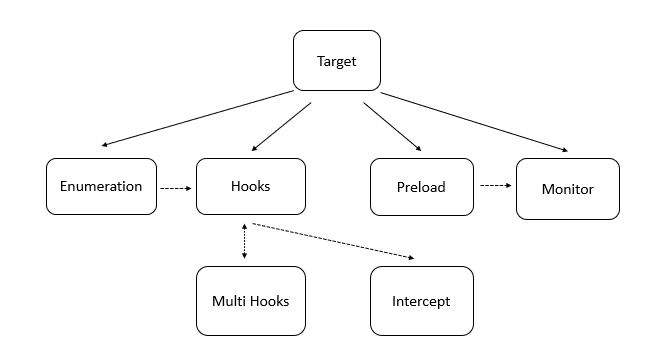 Target
Enumeration
Hooks
Preload
Monitor
Multi Hooks
Intercept